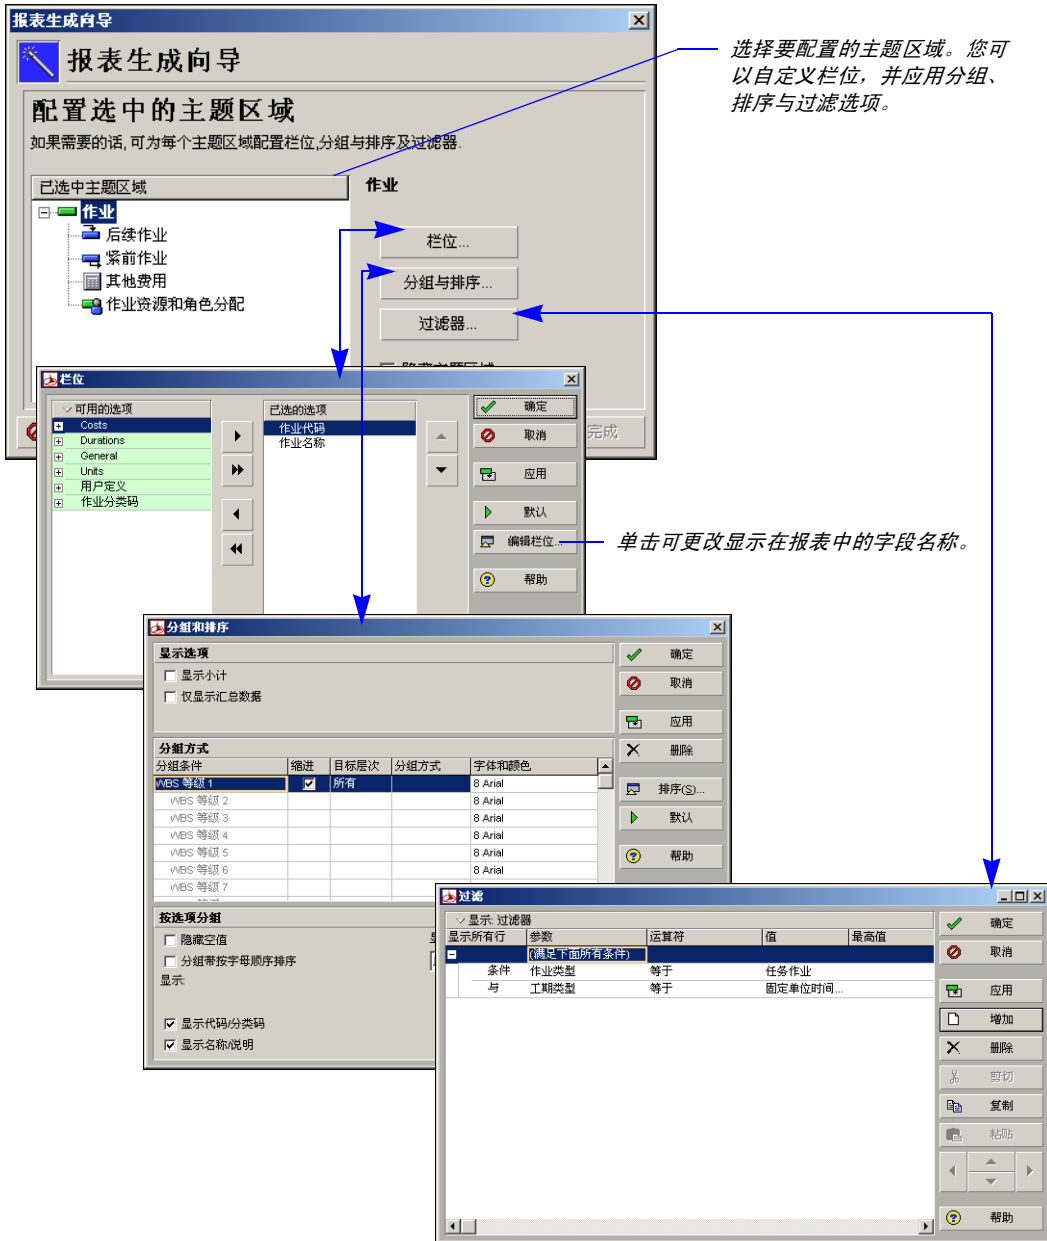 报表生成向导
报表生成向导
选择要配置的主题区域。您可
以自定义栏位，并应用分组、
排序与过滤选项。
配置选中的主题区域
如果需要的话, 可为每个主题区域配置栏位,分组与排序及过滤器.
已选中主题区域
作业
作业
后续作业
紧前作业
其他费用
作业资源和角色分配
栏位...
分组与排序...
过滤器...
完成
栏位
可用的选项
Costs
Durations
General
Units
用户定义
作业分类码
已选的选项
作业代码
作业名称
确定
取消
应用
默认
编辑栏位...
帮助
单击可更改显示在报表中的字段名称。
分组和排序
显示选项
显示小计
仅显示汇总数据
分组方式
分组条件 缩进 目标层次 分组方式 字体和颜色
WBS 等级 1 所有 8 Arial
WBS 等级 2 8 Arial
WBS 等级 3 8 Arial
WBS 等级 4 8 Arial
WBS 等级 5 8 Arial
WBS 等级 6 8 Arial
WBS 等级 7
按选项分组
隐藏空值
分组带按字母顺序排序
显示:
显示代码/分类码
显示名称/说明
确定
取消
应用
删除
排序(S)...
默认
帮助
过滤
显示: 过滤器
显示所有行 参数 运算符 值 最高值
(满足下面所有条件)
条件 作业类型 等于 任务作业
与 工期类型 等于 固定单位时间...
确定
取消
应用
增加
删除
剪切
复制
粘贴
帮助